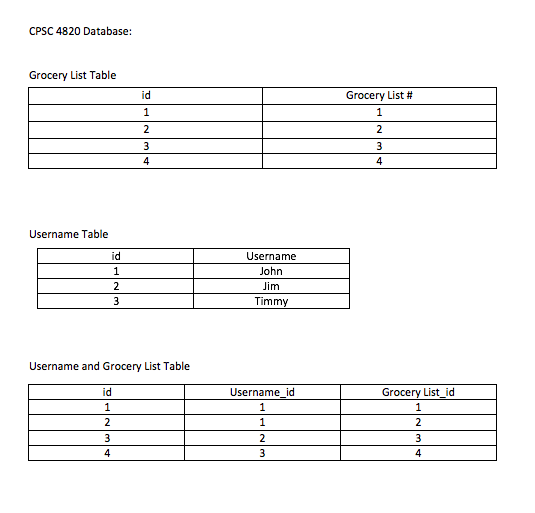 CPSC 4820 Database:
Grocery List Table
id Grocery List #
1 1
2 2
3 3
4 4
Username Table
id Username
1 John
2 Jim
3 Timmy
Username and Grocery List Table
id Username_id Grocery List_id
1 1 1
2 1 2
3 2 3
4 3 4